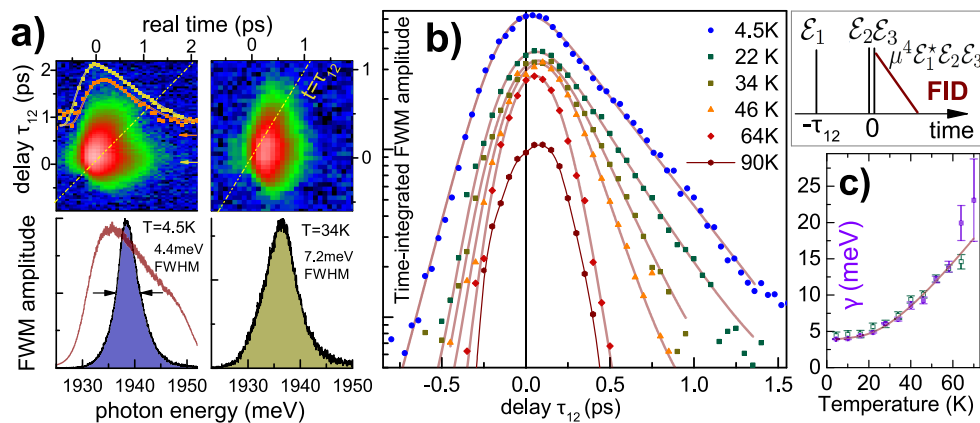 a)
real time (ps)
0 1 2
0 1
delay τ12 (ps)
2
1
0
t=τ12
1
0
FWM amplitude
T=4.5K
4.4meV
FWHM
T=34K
7.2meV
FWHM
1930 1940 1950
1930 1940 1950
photon energy (meV)
b)
Time-integrated FWM amplitude
4.5K
22 K
34 K
46 K
64K
90K
-0.5 0.0 0.5 1.0 1.5
delay τ12 (ps)
ℰ1 ℰ2ℰ3
μ⁴ℰ1*ℰ2ℰ3
FID
-τ12 0 time
c)
γ (meV)
25
20
15
10
5
0
0 20 40 60
Temperature (K)